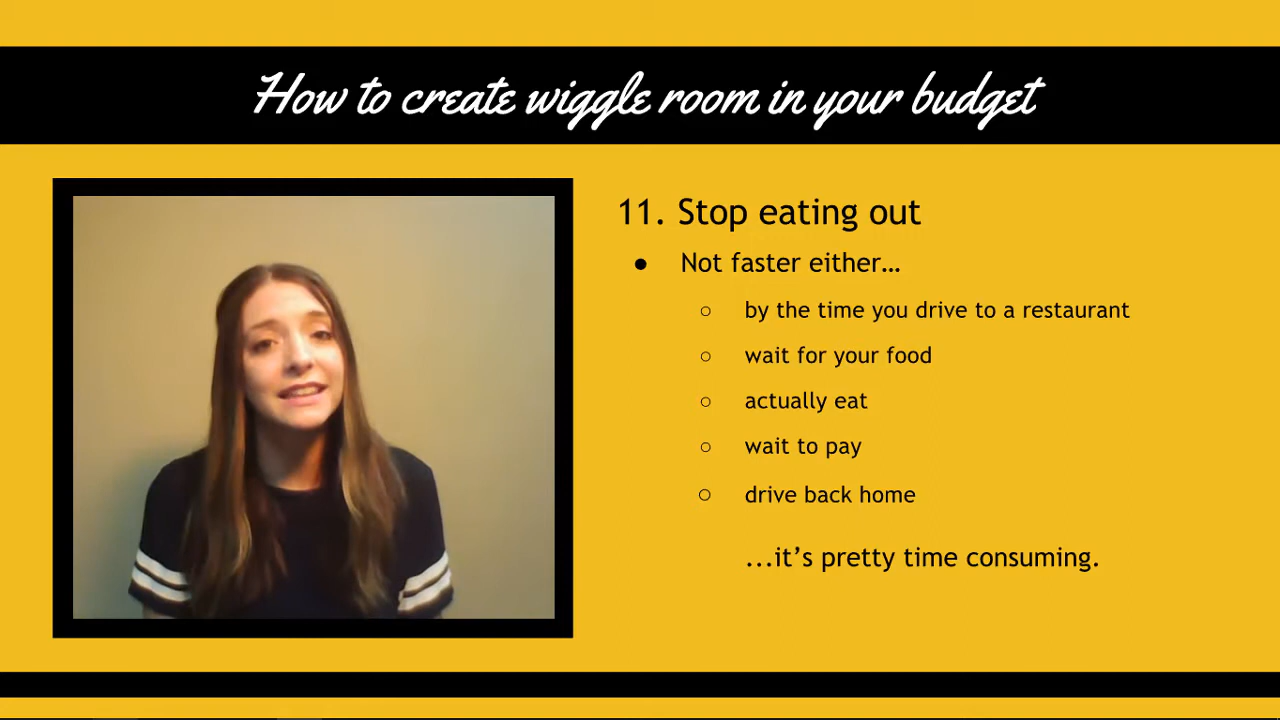 How to create wiggle room in your budget
11. Stop eating out
● Not faster either…
○ by the time you drive to a restaurant
○ wait for your food
○ actually eat
○ wait to pay
○ drive back home
...it’s pretty time consuming.